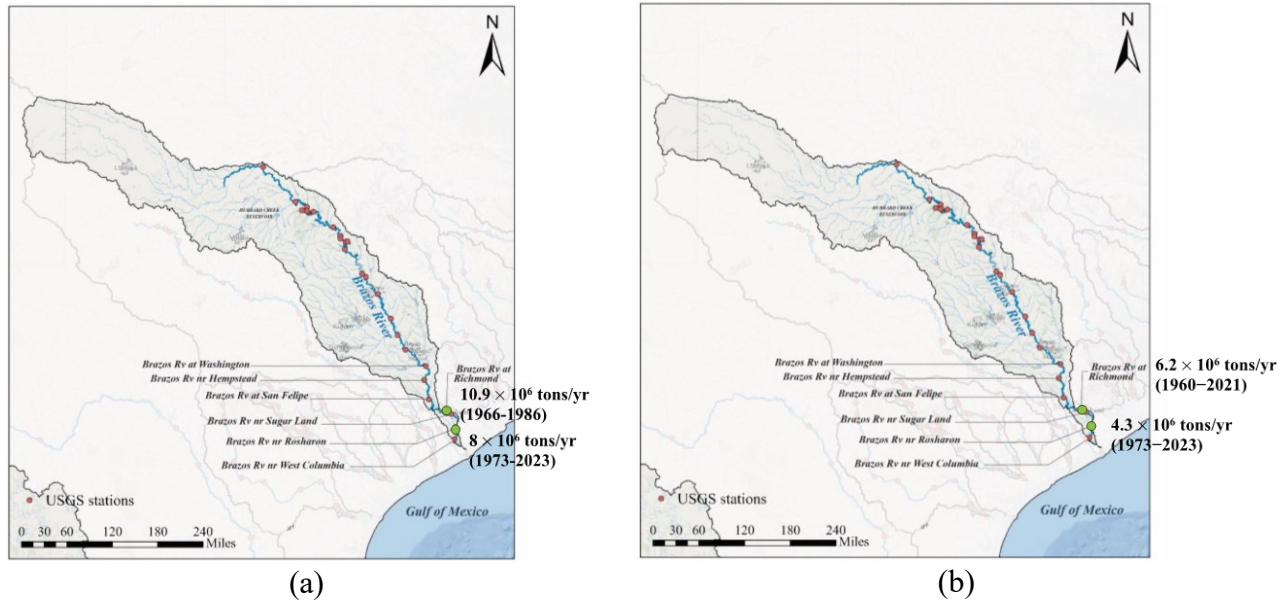 N
HUBBARD CREEK
RESERVOIR
Brazos River
Brazos Rv at Washington
Brazos Rv nr Hempstead
Brazos Rv at San Felipe
Brazos Rv nr Sugar Land
Brazos Rv nr Rosharon
Brazos Rv nr West Columbia
Brazos Rv at
Richmond
10.9 × 10⁶ tons/yr
(1966-1986)
8 × 10⁶ tons/yr
(1973-2023)
USGS stations
Gulf of Mexico
0 30 60 120 180 240
Miles
(a)
N
HUBBARD CREEK
RESERVOIR
Brazos River
Brazos Rv at Washington
Brazos Rv nr Hempstead
Brazos Rv at San Felipe
Brazos Rv nr Sugar Land
Brazos Rv nr Rosharon
Brazos Rv nr West Columbia
Brazos Rv at
Richmond
6.2 × 10⁶ tons/yr
(1960−2021)
4.3 × 10⁶ tons/yr
(1973−2023)
USGS stations
Gulf of Mexico
0 30 60 120 180 240
Miles
(b)